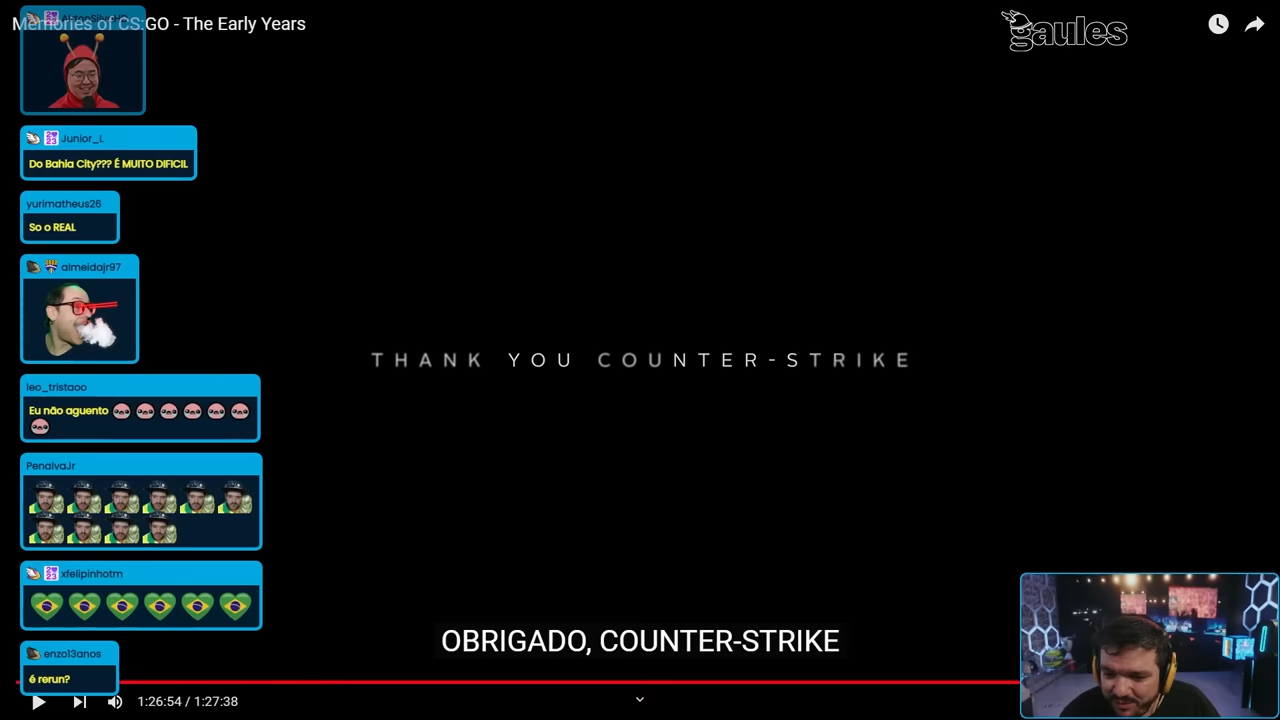 Memories of CS:GO - The Early Years
gaules
Junior_L
Do Bahia City??? É MUITO DIFICIL
yurimatheus26
So o REAL
almeidajr97
leo_tristaoo
Eu não aguento
THANK YOU COUNTER-STRIKE
PenalvaJr
xfelipinhotm
OBRIGADO, COUNTER-STRIKE
enzo13anos
é rerun?
1:26:54 / 1:27:38